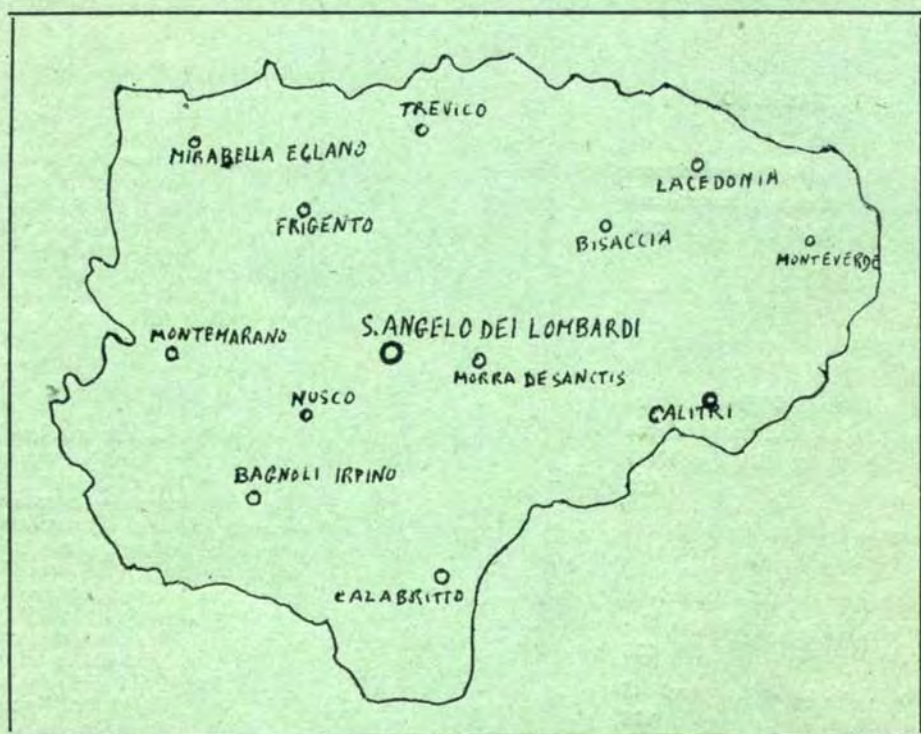 TREVICO
MIRABELLA ECLANO
LACEDONIA
FRIGENTO
BISACCIA
MONTEVERDE
MONTEMARANO
S. ANGELO DEI LOMBARDI
MORRA DE SANCTIS
NUSCO
CALITRI
BAGNOLI IRPINO
CALABRITTO